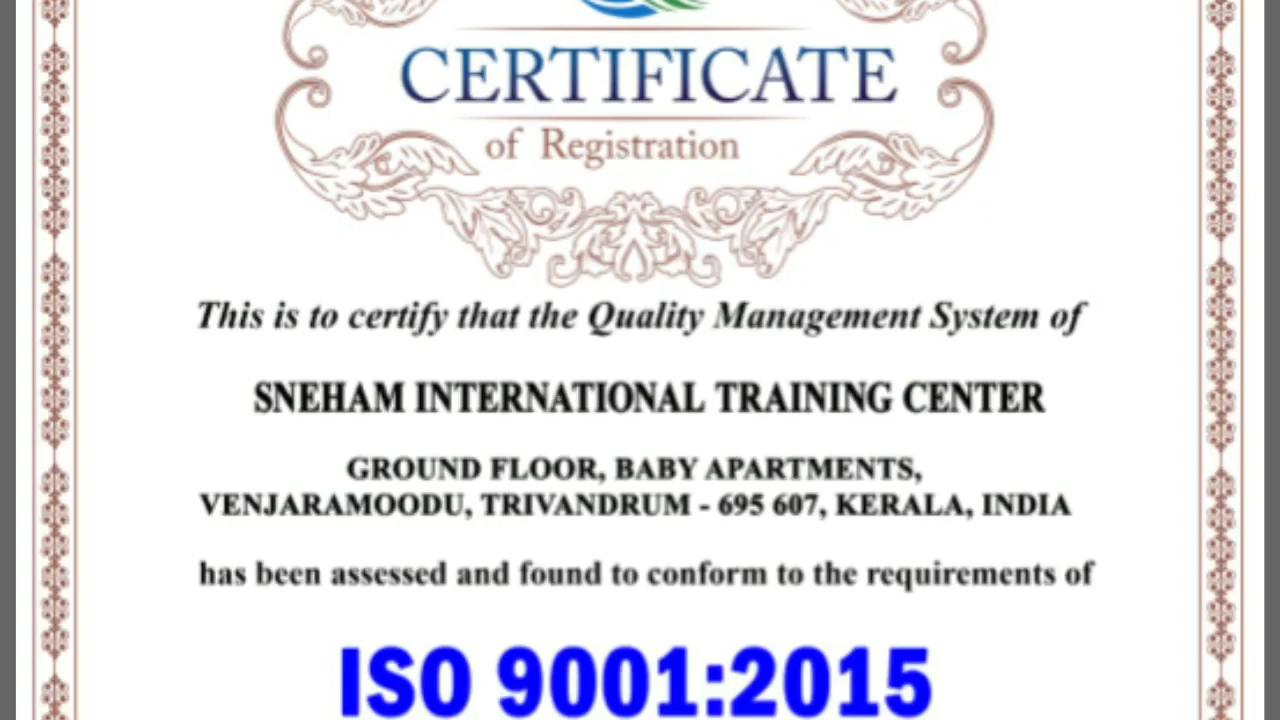 CERTIFICATE
of Registration
This is to certify that the Quality Management System of
SNEHAM INTERNATIONAL TRAINING CENTER
GROUND FLOOR, BABY APARTMENTS,
VENJARAMOODU, TRIVANDRUM - 695 607, KERALA, INDIA
has been assessed and found to conform to the requirements of
ISO 9001:2015